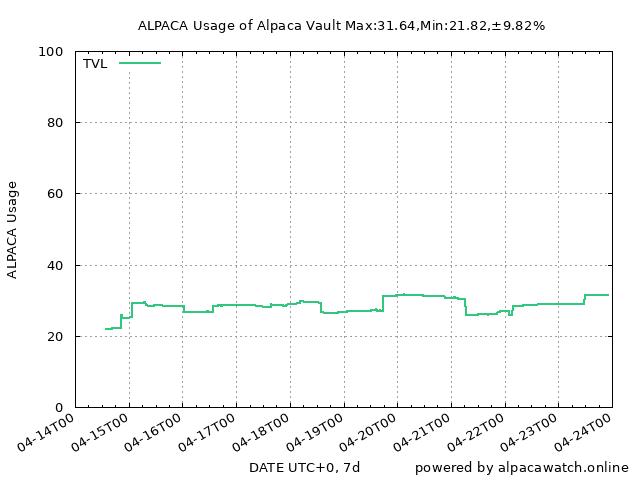 ALPACA Usage of Alpaca Vault Max:31.64,Min:21.82,±9.82%
TVL
100
80
60
40
20
0
ALPACA Usage
04-14T00
04-15T00
04-16T00
04-17T00
04-18T00
04-19T00
04-20T00
04-21T00
04-22T00
04-23T00
04-24T00
DATE UTC+0, 7d
powered by alpacawatch.online